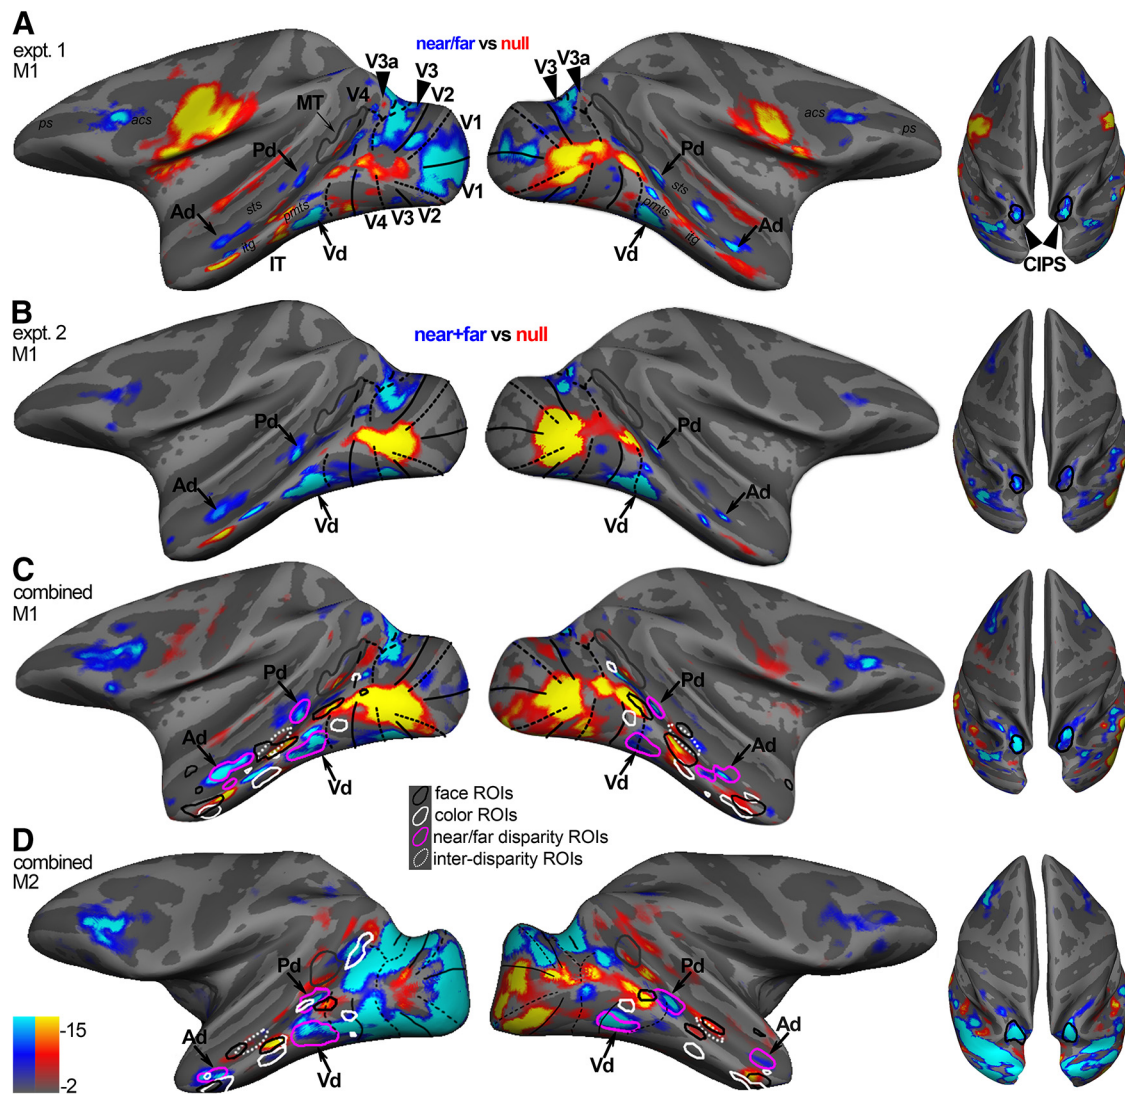 A
expt. 1
M1
near/far vs null
V3a
V3
V4
V2
MT
V1
ps
acs
Pd
Ad
sts
pmts
itg
IT
Vd
V4
V3
V2
V1
V3
V3a
acs
ps
Pd
sts
pmts
itg
Ad
Vd
CIPS
B
expt. 2
M1
near+far vs null
Pd
Ad
Vd
Pd
Ad
Vd
C
combined
M1
Pd
Ad
Vd
Pd
Ad
Vd
face ROIs
color ROIs
near/far disparity ROIs
inter-disparity ROIs
D
combined
M2
Pd
Ad
Vd
Pd
Ad
Vd
-15
-2